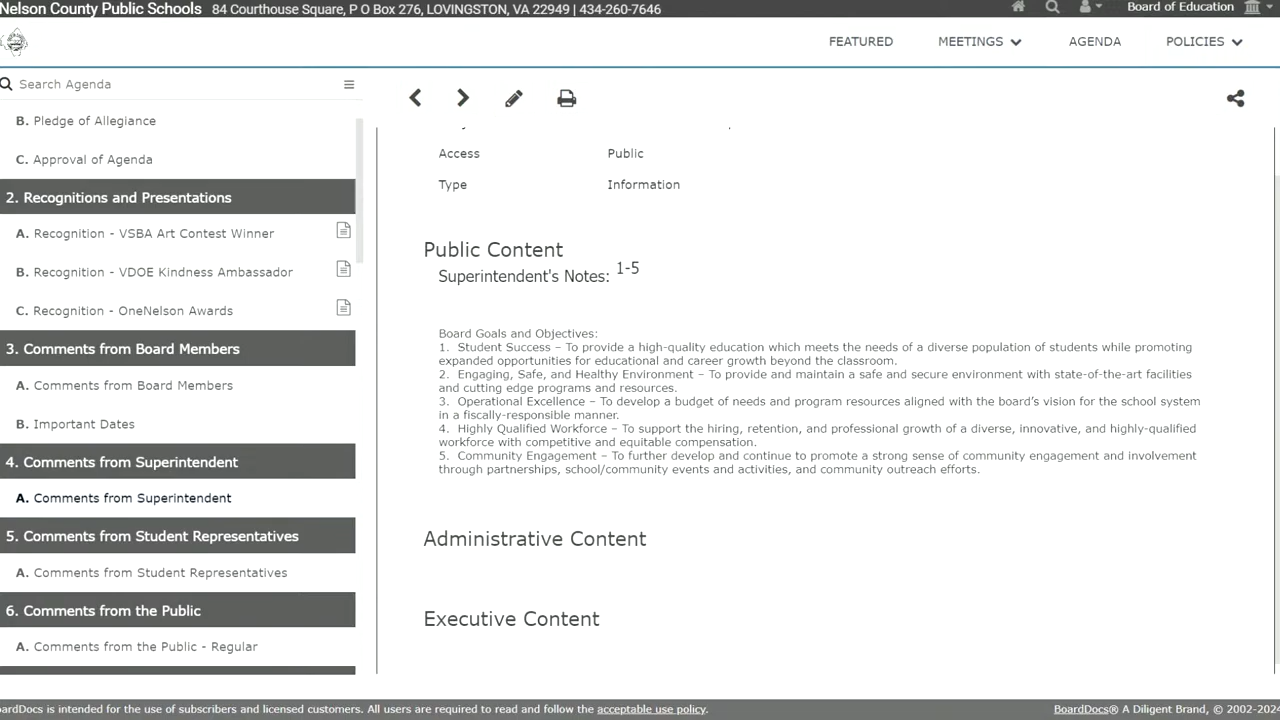 Nelson County Public Schools 84 Courthouse Square, P O Box 276, LOVINGSTON, VA 22949 | 434-260-7646
Board of Education
FEATURED MEETINGS AGENDA POLICIES
Search Agenda
B. Pledge of Allegiance
C. Approval of Agenda
2. Recognitions and Presentations
A. Recognition - VSBA Art Contest Winner
B. Recognition - VDOE Kindness Ambassador
C. Recognition - OneNelson Awards
3. Comments from Board Members
A. Comments from Board Members
B. Important Dates
4. Comments from Superintendent
A. Comments from Superintendent
5. Comments from Student Representatives
A. Comments from Student Representatives
6. Comments from the Public
A. Comments from the Public - Regular
Access Public
Type Information
Public Content
Superintendent's Notes: 1-5
Board Goals and Objectives:
1. Student Success – To provide a high-quality education which meets the needs of a diverse population of students while promoting
expanded opportunities for educational and career growth beyond the classroom.
2. Engaging, Safe, and Healthy Environment – To provide and maintain a safe and secure environment with state-of-the-art facilities
and cutting edge programs and resources.
3. Operational Excellence – To develop a budget of needs and program resources aligned with the board's vision for the school system
in a fiscally-responsible manner.
4. Highly Qualified Workforce – To support the hiring, retention, and professional growth of a diverse, innovative, and highly-qualified
workforce with competitive and equitable compensation.
5. Community Engagement – To further develop and continue to promote a strong sense of community engagement and involvement
through partnerships, school/community events and activities, and community outreach efforts.
Administrative Content
Executive Content
oardDocs is intended for the use of subscribers and licensed customers. All users are required to read and follow the acceptable use policy.
BoardDocs® A Diligent Brand, © 2002-202